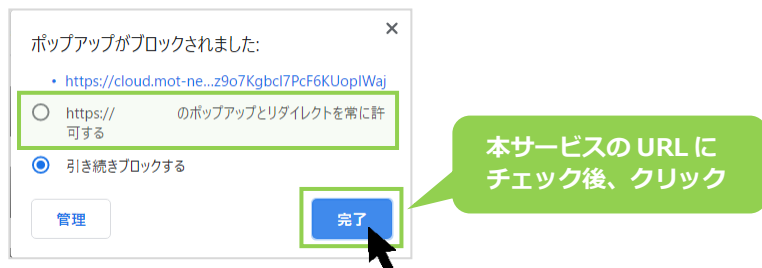 ポップアップがブロックされました:
• https://cloud.mot-ne...z9o7KgbcI7PcF6KUopIWaj
https:// のポップアップとリダイレクトを常に許
可する
引き続きブロックする
管理
完了
本サービスの URL に
チェック後、クリック